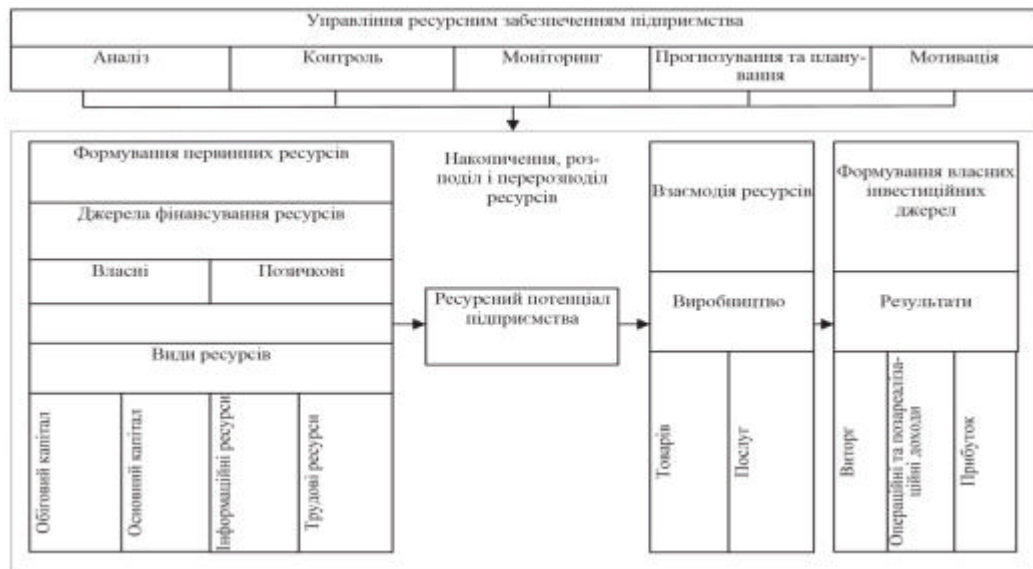 Управління ресурсним забезпеченням підприємства
Аналіз
Контроль
Моніторинг
Прогнозування та плану-
вання
Мотивація
Формування первинних ресурсів
Джерела фінансування ресурсів
Власні
Позичкові
Види ресурсів
Обіговий капітал
Основний капітал
Інформаційні ресурси
Трудові ресурси
Накопичення, роз-
поділ і перерозподіл
ресурсів
Ресурсний потенціал
підприємства
Взаємодія ресурсів
Виробництво
Товарів
Послуг
Формування власних
інвестиційних
джерел
Результати
Виторг
Операційні та позареаліза-
ційні доходи
Прибуток